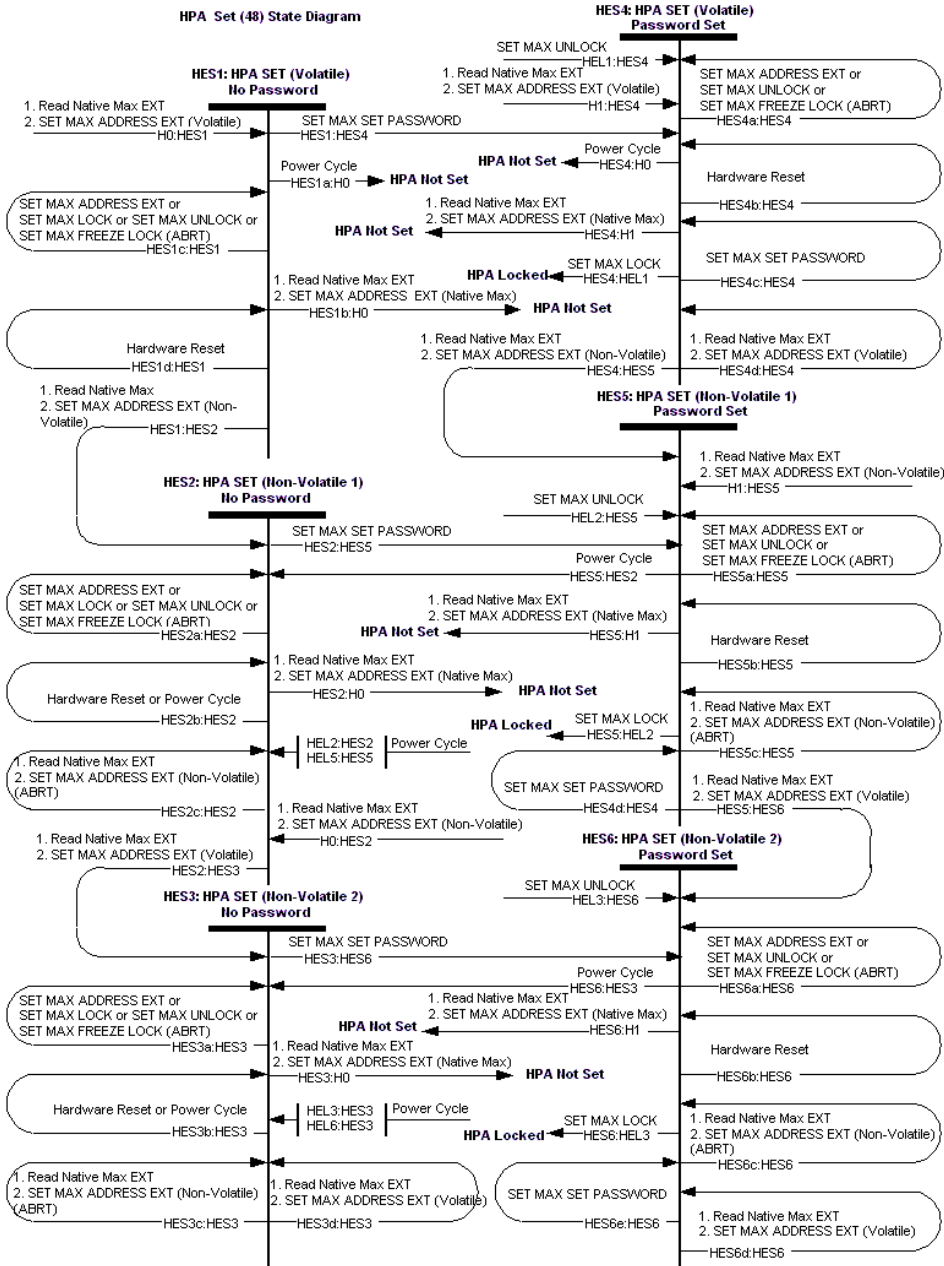 HPA Set (48) State Diagram
HES1: HPA SET (Volatile)
No Password
1. Read Native Max EXT
2. SET MAX ADDRESS EXT (Volatile)
H0:HES1
SET MAX SET PASSWORD
HES1:HES4
Power Cycle
HES1a:H0
HPA Not Set
SET MAX ADDRESS EXT or
SET MAX LOCK or SET MAX UNLOCK or
SET MAX FREEZE LOCK (ABRT)
HES1c:HES1
1. Read Native Max EXT
2. SET MAX ADDRESS EXT (Native Max)
HES1b:H0
HPA Not Set
Hardware Reset
HES1d:HES1
1. Read Native Max
2. SET MAX ADDRESS EXT (Non-
Volatile)
HES1:HES2
HES2: HPA SET (Non-Volatile 1)
No Password
SET MAX SET PASSWORD
HES2:HES5
SET MAX ADDRESS EXT or
SET MAX LOCK or SET MAX UNLOCK or
SET MAX FREEZE LOCK (ABRT)
HES2a:HES2
1. Read Native Max EXT
2. SET MAX ADDRESS EXT (Native Max)
HES2:H0
HPA Not Set
Hardware Reset or Power Cycle
HES2b:HES2
HEL2:HES2
HEL5:HES5
Power Cycle
1. Read Native Max EXT
2. SET MAX ADDRESS EXT (Non-Volatile)
(ABRT)
HES2c:HES2
1. Read Native Max EXT
2. SET MAX ADDRESS EXT (Non-Volatile)
H0:HES2
1. Read Native Max EXT
2. SET MAX ADDRESS EXT (Volatile)
HES2:HES3
HES3: HPA SET (Non-Volatile 2)
No Password
SET MAX SET PASSWORD
HES3:HES6
SET MAX ADDRESS EXT or
SET MAX LOCK or SET MAX UNLOCK or
SET MAX FREEZE LOCK (ABRT)
HES3a:HES3
1. Read Native Max EXT
2. SET MAX ADDRESS EXT (Native Max)
HES3:H0
HPA Not Set
Hardware Reset or Power Cycle
HES3b:HES3
HEL3:HES3
HEL6:HES3
Power Cycle
1. Read Native Max EXT
2. SET MAX ADDRESS EXT (Non-Volatile)
(ABRT)
HES3c:HES3
1. Read Native Max EXT
2. SET MAX ADDRESS EXT (Volatile)
HES3d:HES3
HES4: HPA SET (Volatile)
Password Set
SET MAX UNLOCK
HEL1:HES4
1. Read Native Max EXT
2. SET MAX ADDRESS EXT (Volatile)
H1:HES4
SET MAX ADDRESS EXT or
SET MAX UNLOCK or
SET MAX FREEZE LOCK (ABRT)
HES4a:HES4
Power Cycle
HPA Not Set
HES4:H0
Hardware Reset
HES4b:HES4
1. Read Native Max EXT
2. SET MAX ADDRESS EXT (Native Max)
HPA Not Set
HES4:H1
SET MAX LOCK
HPA Locked
HES4:HEL1
SET MAX SET PASSWORD
HES4c:HES4
1. Read Native Max EXT
2. SET MAX ADDRESS EXT (Non-Volatile)
HES4:HES5
1. Read Native Max EXT
2. SET MAX ADDRESS EXT (Volatile)
HES4d:HES4
HES5: HPA SET (Non-Volatile 1)
Password Set
1. Read Native Max EXT
2. SET MAX ADDRESS EXT (Non-Volatile)
H1:HES5
SET MAX UNLOCK
HEL2:HES5
SET MAX ADDRESS EXT or
SET MAX UNLOCK or
SET MAX FREEZE LOCK (ABRT)
HES5a:HES5
Power Cycle
HES5:HES2
1. Read Native Max EXT
2. SET MAX ADDRESS EXT (Native Max)
HPA Not Set
HES5:H1
Hardware Reset
HES5b:HES5
SET MAX LOCK
HPA Locked
HES5:HEL2
1. Read Native Max EXT
2. SET MAX ADDRESS EXT (Non-Volatile)
(ABRT)
HES5c:HES5
SET MAX SET PASSWORD
HES4d:HES4
1. Read Native Max EXT
2. SET MAX ADDRESS EXT (Volatile)
HES5:HES6
HES6: HPA SET (Non-Volatile 2)
Password Set
SET MAX UNLOCK
HEL3:HES6
SET MAX ADDRESS EXT or
SET MAX UNLOCK or
SET MAX FREEZE LOCK (ABRT)
HES6a:HES6
Power Cycle
HES6:HES3
1. Read Native Max EXT
2. SET MAX ADDRESS EXT (Native Max)
HPA Not Set
HES6:H1
Hardware Reset
HES6b:HES6
SET MAX LOCK
HPA Locked
HES6:HEL3
1. Read Native Max EXT
2. SET MAX ADDRESS EXT (Non-Volatile)
(ABRT)
HES6c:HES6
SET MAX SET PASSWORD
HES6e:HES6
1. Read Native Max EXT
2. SET MAX ADDRESS EXT (Volatile)
HES6d:HES6